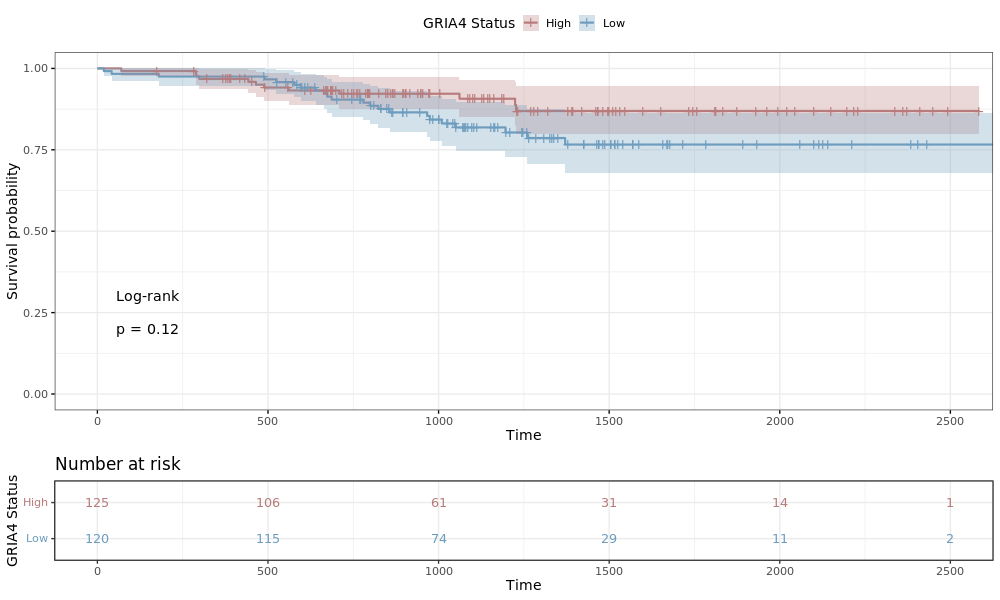 GRIA4 Status High Low
Survival probability
1.00
0.75
0.50
0.25
0.00
Log-rank
p = 0.12
0 500 1000 1500 2000 2500
Time
Number at risk
GRIA4 Status
High 125 106 61 31 14 1
Low 120 115 74 29 11 2
0 500 1000 1500 2000 2500
Time